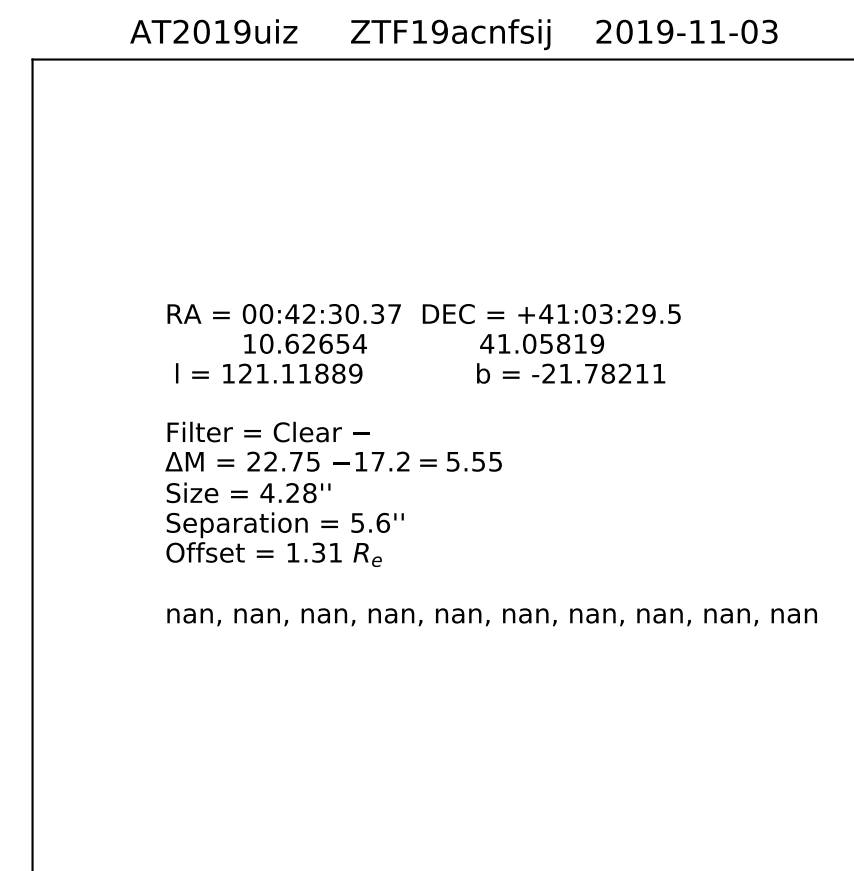 AT2019uiz ZTF19acnfsij 2019-11-03
RA = 00:42:30.37 DEC = +41:03:29.5
10.62654 41.05819
l = 121.11889 b = -21.78211
Filter = Clear −
ΔM = 22.75 −17.2 = 5.55
Size = 4.28''
Separation = 5.6''
Offset = 1.31 Rₑ
nan, nan, nan, nan, nan, nan, nan, nan, nan, nan